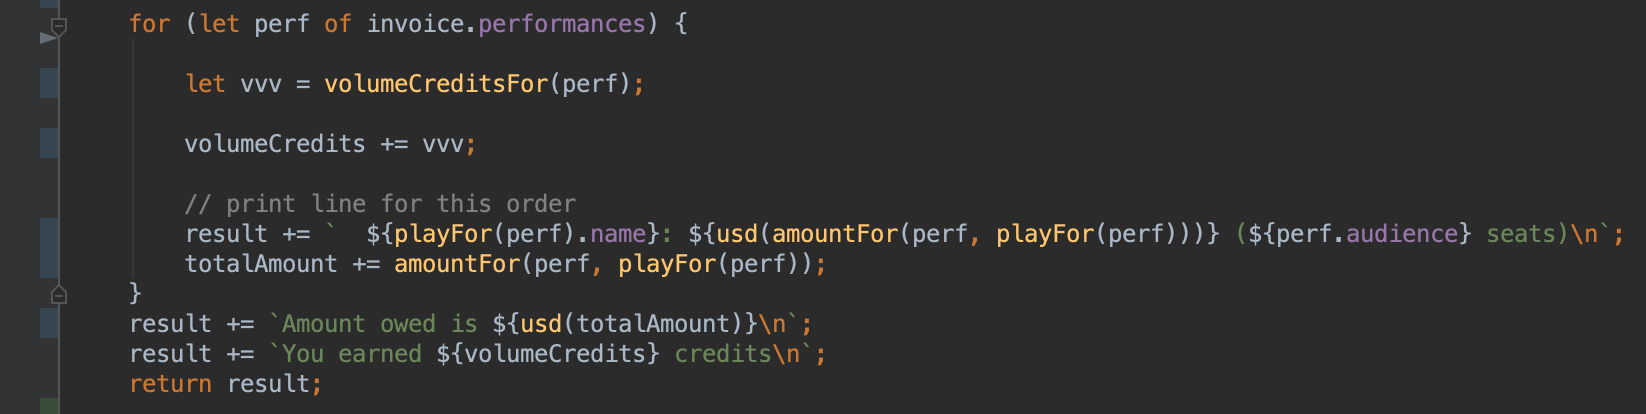 for (let perf of invoice.performances) {
let vvv = volumeCreditsFor(perf);
volumeCredits += vvv;
// print line for this order
result += `  ${playFor(perf).name}: ${usd(amountFor(perf, playFor(perf)))} (${perf.audience} seats)\n`;
totalAmount += amountFor(perf, playFor(perf));
}
result += `Amount owed is ${usd(totalAmount)}\n`;
result += `You earned ${volumeCredits} credits\n`;
return result;